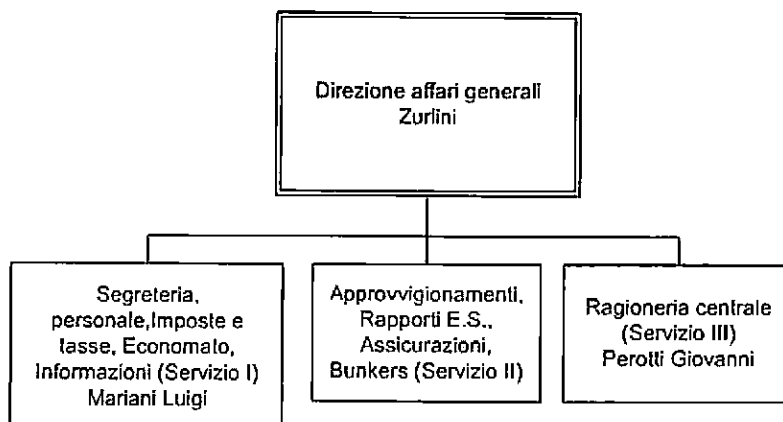 Direzione affari generali
Zurlini
Segreteria,
personale,Imposte e
tasse, Economato,
Informazioni (Servizio I)
Mariani Luigi
Approvvigionamenti,
Rapporti E.S.,
Assicurazioni,
Bunkers (Servizio II)
Ragioneria centrale
(Servizio III)
Perotti Giovanni